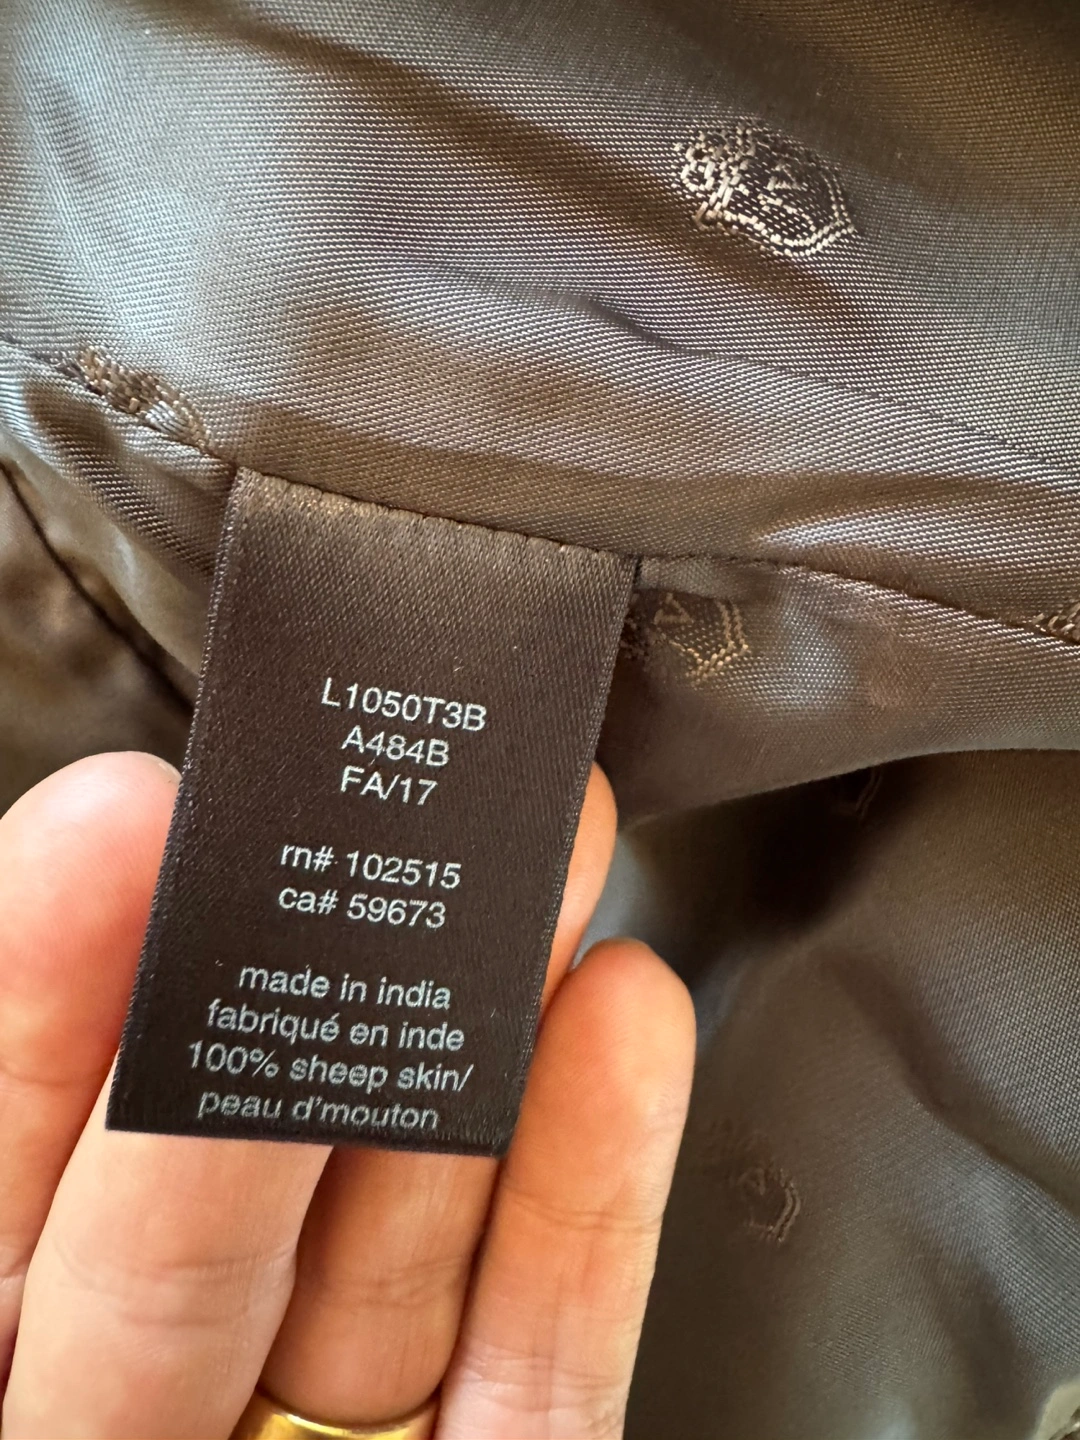 L1050T3B
A484B
FA/17
rn# 102515
ca# 59673
made in india
fabriqué en inde
100% sheep skin/
peau d'mouton